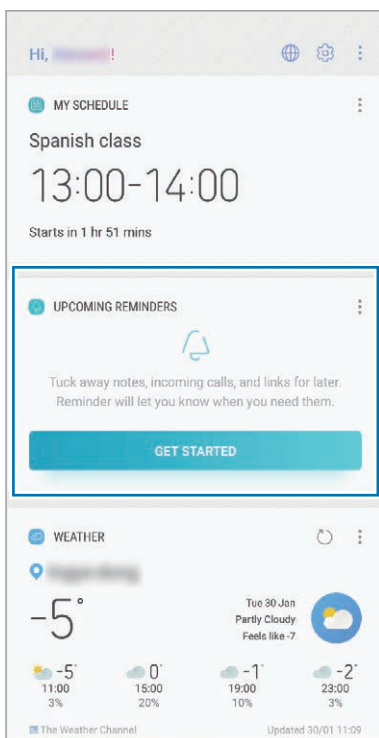 Hi, !
MY SCHEDULE
Spanish class
13:00-14:00
Starts in 1 hr 51 mins
UPCOMING REMINDERS
Tuck away notes, incoming calls, and links for later.
Reminder will let you know when you need them.
GET STARTED
WEATHER
-5°
Tue 30 Jan
Partly Cloudy
Feels like -7
-5° 0° -1° -2°
11:00 15:00 19:00 23:00
3% 20% 10% 3%
The Weather Channel Updated 30/01 11:09